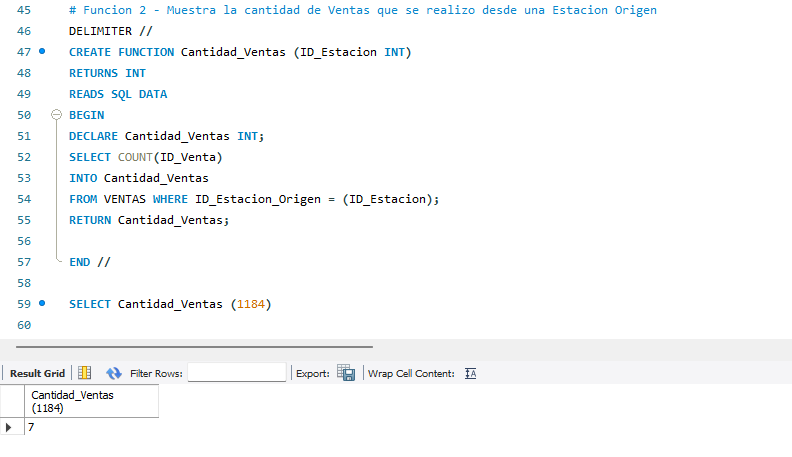 45 # Funcion 2 - Muestra la cantidad de Ventas que se realizo desde una Estacion Origen
46 DELIMITER //
47 CREATE FUNCTION Cantidad_Ventas (ID_Estacion INT)
48 RETURNS INT
49 READS SQL DATA
50 BEGIN
51 DECLARE Cantidad_Ventas INT;
52 SELECT COUNT(ID_Venta)
53 INTO Cantidad_Ventas
54 FROM VENTAS WHERE ID_Estacion_Origen = (ID_Estacion);
55 RETURN Cantidad_Ventas;
56
57 END //
58
59 SELECT Cantidad_Ventas (1184)
60
Result Grid Filter Rows: Export: Wrap Cell Content:
Cantidad_Ventas
(1184)
7